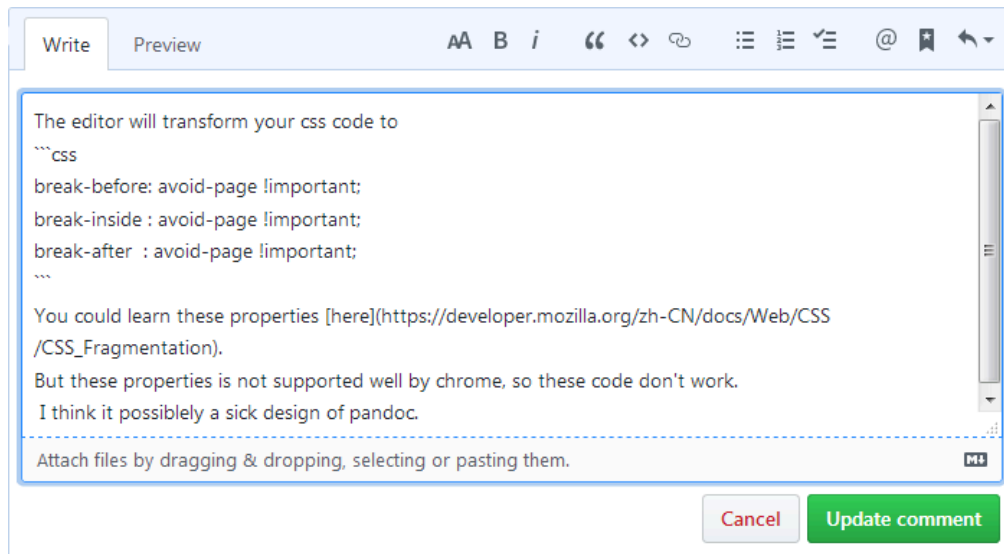 Write Preview AA B i “ <> @
The editor will transform your css code to
```css
break-before: avoid-page !important;
break-inside : avoid-page !important;
break-after  : avoid-page !important;
```
You could learn these properties [here](https://developer.mozilla.org/zh-CN/docs/Web/CSS
/CSS_Fragmentation).
But these properties is not supported well by chrome, so these code don't work.
 I think it possiblely a sick design of pandoc.
Attach files by dragging & dropping, selecting or pasting them. M↓
Cancel Update comment